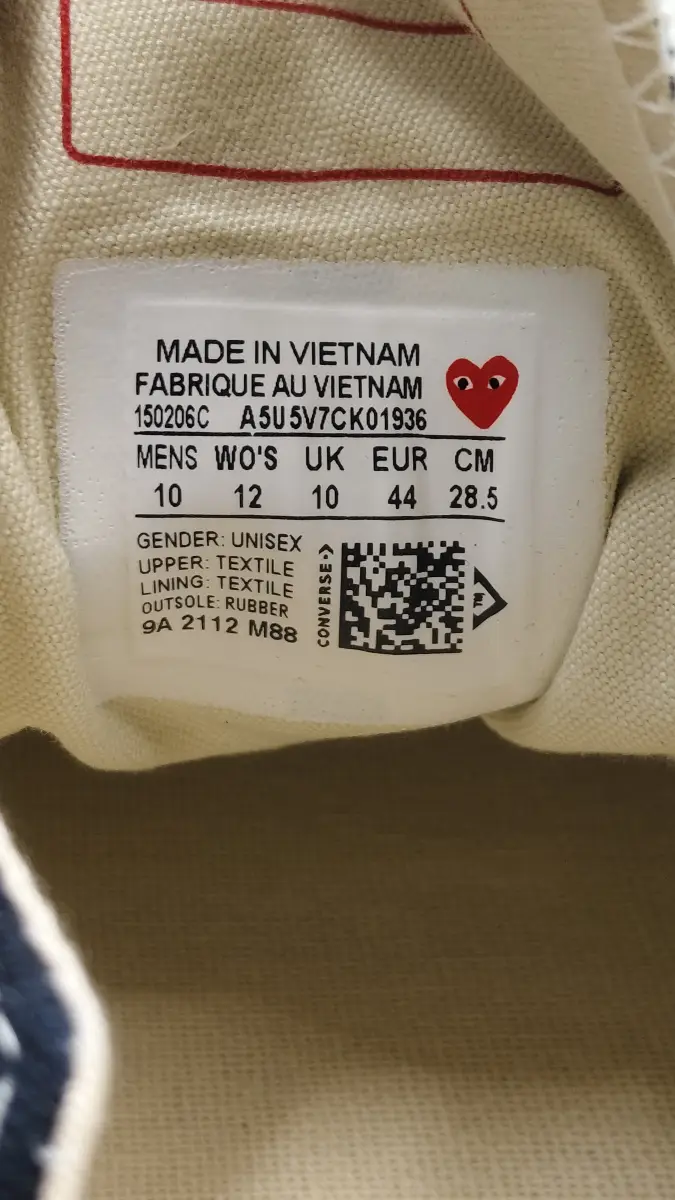 MADE IN VIETNAM
FABRIQUE AU VIETNAM
150206C A5U5V7CK01936
MENS WO'S UK EUR CM
10 12 10 44 28.5
GENDER: UNISEX
UPPER: TEXTILE
LINING: TEXTILE
OUTSOLE: RUBBER
9A 2112 M88
CONVERSE
TM